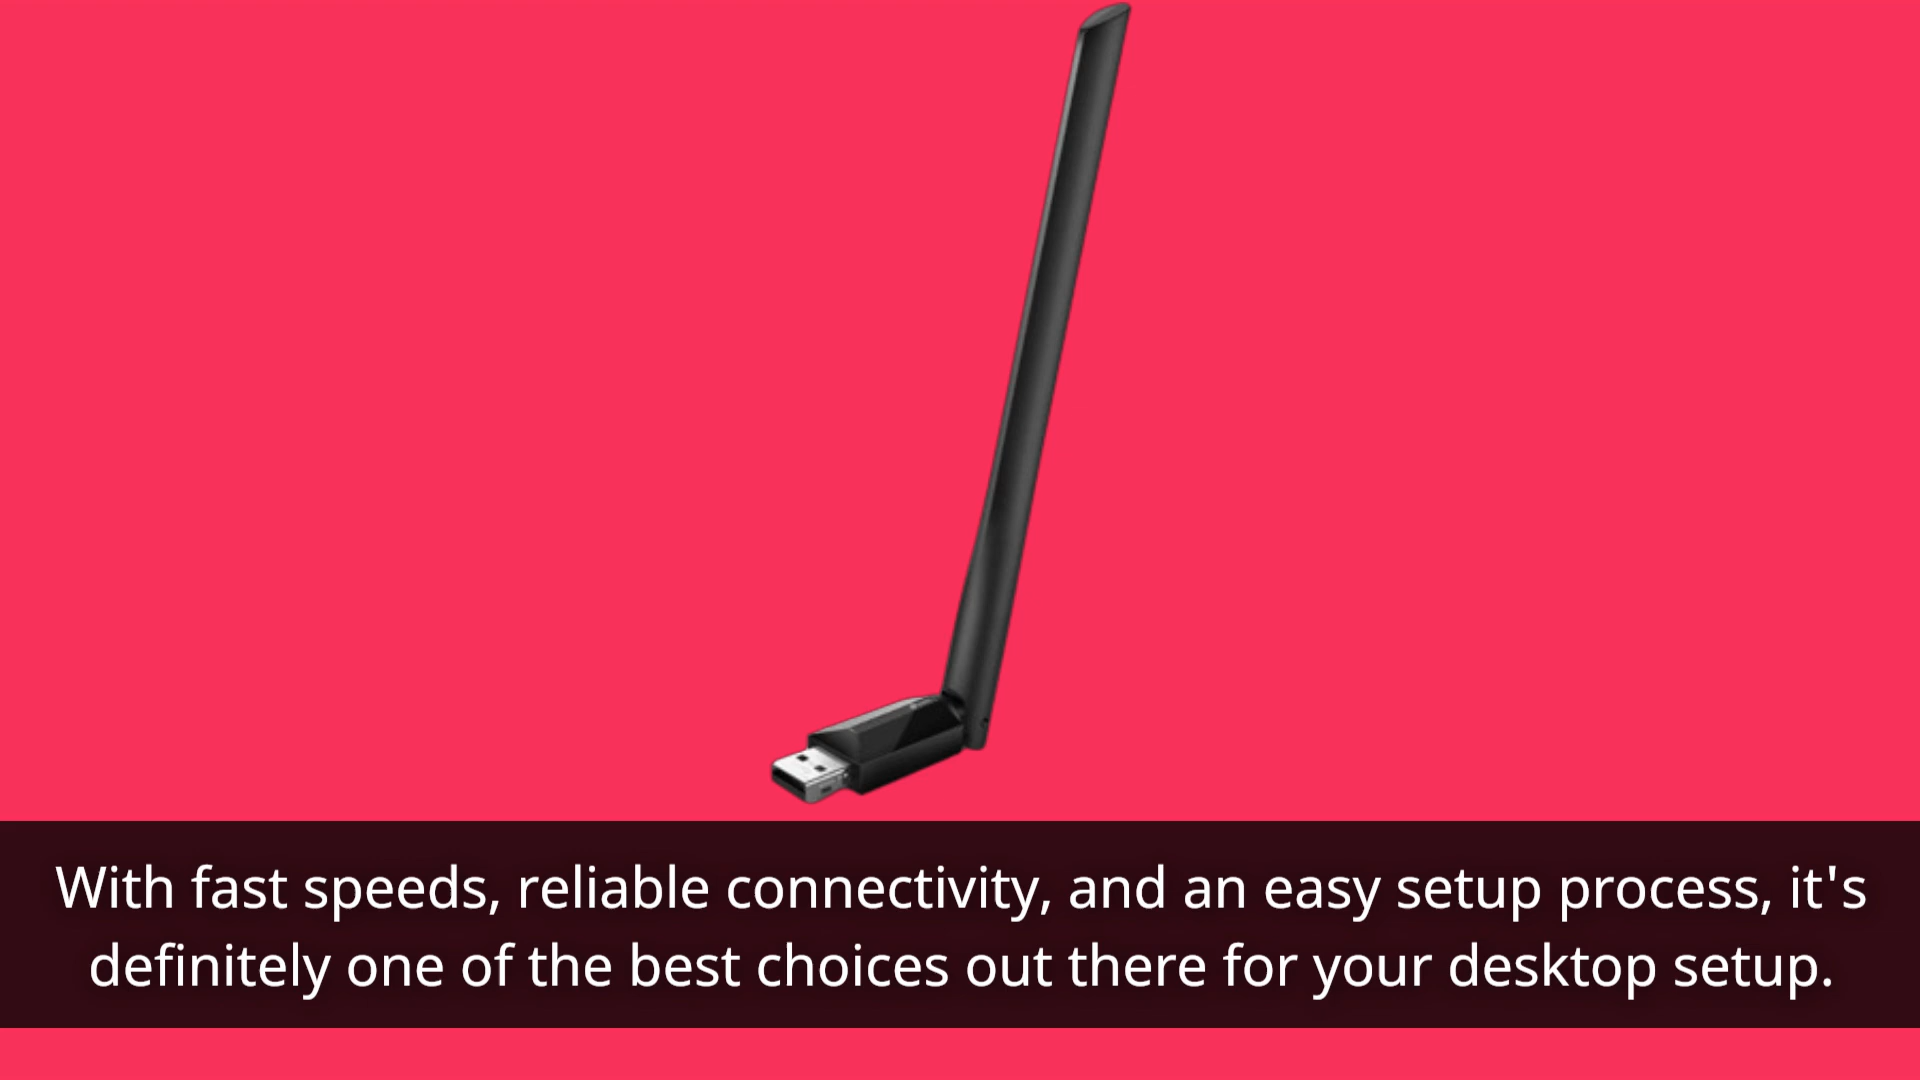 With fast speeds, reliable connectivity, and an easy setup process, it's
definitely one of the best choices out there for your desktop setup.